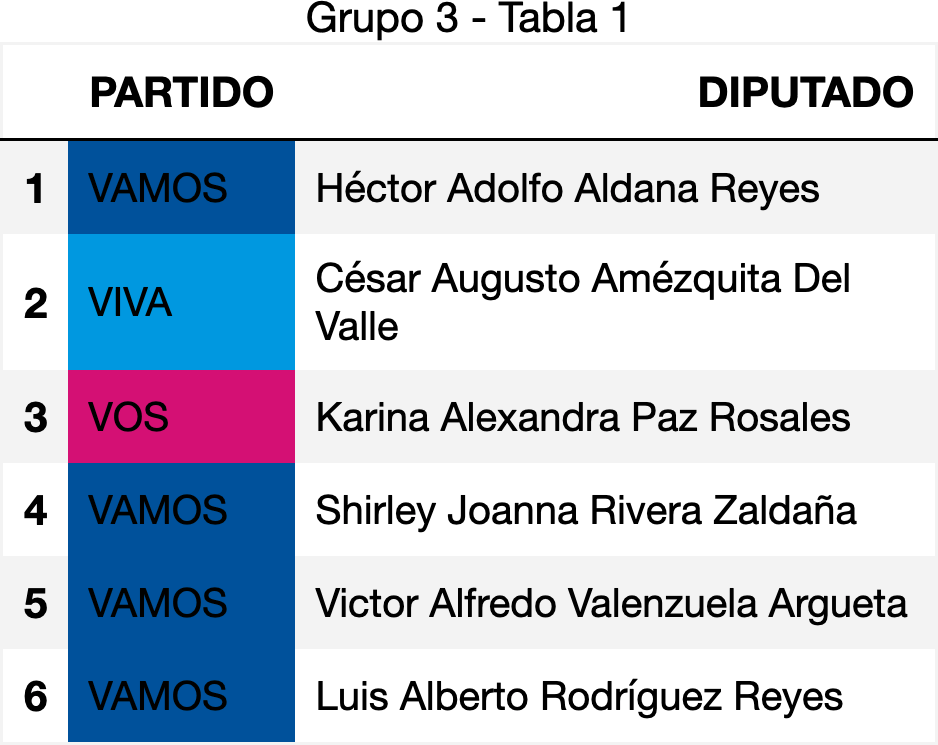 Grupo 3 - Tabla 1
PARTIDO DIPUTADO
1 VAMOS Héctor Adolfo Aldana Reyes
2 VIVA César Augusto Amézquita Del
Valle
3 VOS Karina Alexandra Paz Rosales
4 VAMOS Shirley Joanna Rivera Zaldaña
5 VAMOS Victor Alfredo Valenzuela Argueta
6 VAMOS Luis Alberto Rodríguez Reyes